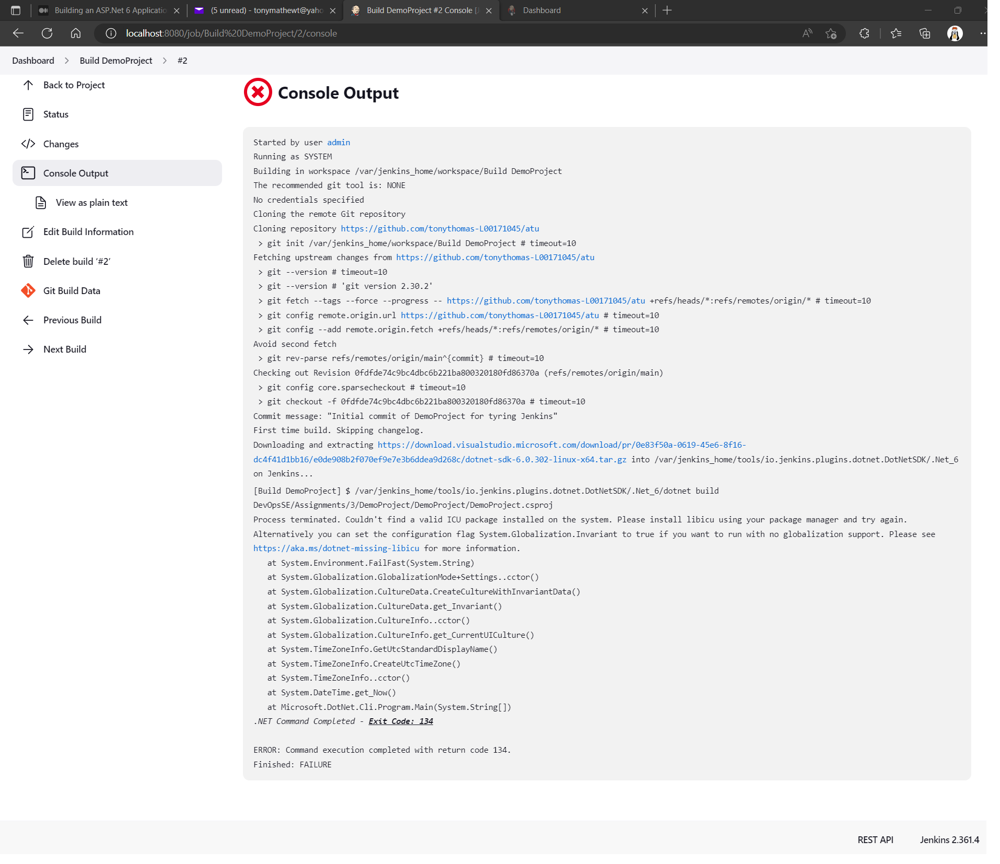 Building an ASP.Net 6 Applicatio
(5 unread) - tonymathewt@yaho
Build DemoProject #2 Console [J
Dashboard
localhost:8080/job/Build%20DemoProject/2/console
Dashboard > Build DemoProject > #2
Back to Project
Status
Changes
Console Output
View as plain text
Edit Build Information
Delete build ‘#2’
Git Build Data
Previous Build
Next Build
Console Output
Started by user admin
Running as SYSTEM
Building in workspace /var/jenkins_home/workspace/Build DemoProject
The recommended git tool is: NONE
No credentials specified
Cloning the remote Git repository
Cloning repository https://github.com/tonythomas-L00171045/atu
> git init /var/jenkins_home/workspace/Build DemoProject # timeout=10
Fetching upstream changes from https://github.com/tonythomas-L00171045/atu
> git --version # timeout=10
> git --version # 'git version 2.30.2'
> git fetch --tags --force --progress -- https://github.com/tonythomas-L00171045/atu +refs/heads/*:refs/remotes/origin/* # timeout=10
> git config remote.origin.url https://github.com/tonythomas-L00171045/atu # timeout=10
> git config --add remote.origin.fetch +refs/heads/*:refs/remotes/origin/* # timeout=10
Avoid second fetch
> git rev-parse refs/remotes/origin/main^{commit} # timeout=10
Checking out Revision 0fdfde74c9bc4dbc6b221ba800320180fd86370a (refs/remotes/origin/main)
> git config core.sparsecheckout # timeout=10
> git checkout -f 0fdfde74c9bc4dbc6b221ba800320180fd86370a # timeout=10
Commit message: "Initial commit of DemoProject for tyring Jenkins"
First time build. Skipping changelog.
Downloading and extracting https://download.visualstudio.microsoft.com/download/pr/0e83f50a-0619-45e6-8f16-
dc4f41d1bb16/e0de908b2f070ef9e7e3b6ddea9d268c/dotnet-sdk-6.0.302-linux-x64.tar.gz into /var/jenkins_home/tools/io.jenkins.plugins.dotnet.DotNetSDK/.Net_6
on Jenkins...
[Build DemoProject] $ /var/jenkins_home/tools/io.jenkins.plugins.dotnet.DotNetSDK/.Net_6/dotnet build
DevOpsSE/Assignments/3/DemoProject/DemoProject/DemoProject.csproj
Process terminated. Couldn't find a valid ICU package installed on the system. Please install libicu using your package manager and try again.
Alternatively you can set the configuration flag System.Globalization.Invariant to true if you want to run with no globalization support. Please see
https://aka.ms/dotnet-missing-libicu for more information.
at System.Environment.FailFast(System.String)
at System.Globalization.GlobalizationMode+Settings..cctor()
at System.Globalization.CultureData.CreateCultureWithInvariantData()
at System.Globalization.CultureData.get_Invariant()
at System.Globalization.CultureInfo..cctor()
at System.Globalization.CultureInfo.get_CurrentUICulture()
at System.TimeZoneInfo.GetUtcStandardDisplayName()
at System.TimeZoneInfo.CreateUtcTimeZone()
at System.TimeZoneInfo..cctor()
at System.DateTime.get_Now()
at Microsoft.DotNet.Cli.Program.Main(System.String[])
.NET Command Completed - Exit Code: 134
ERROR: Command execution completed with return code 134.
Finished: FAILURE
REST API
Jenkins 2.361.4